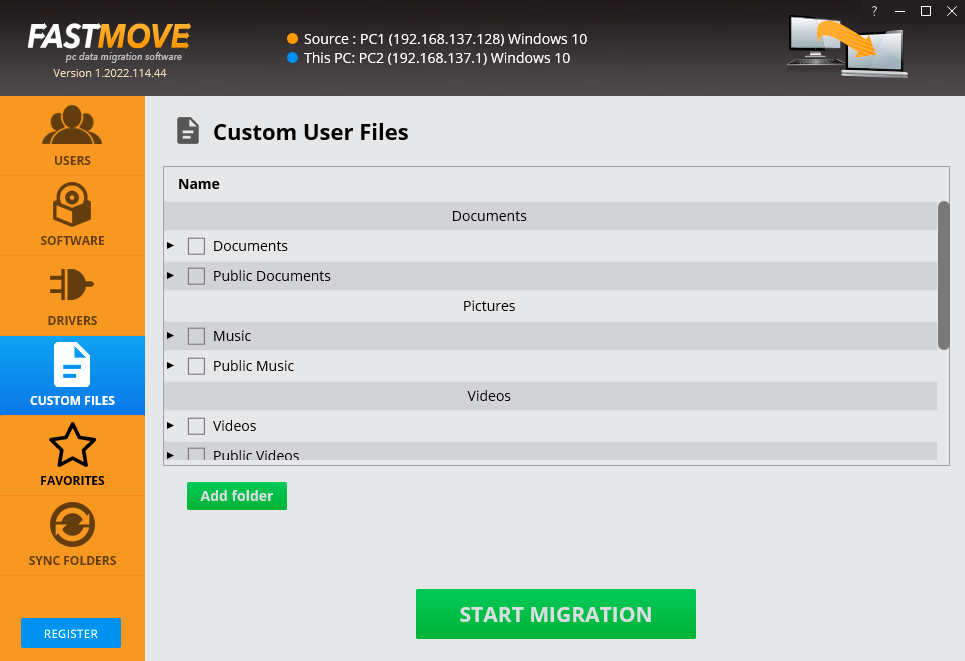 ?
FASTMOVE
pc data migration software
Version 1.2022.114.44
Source : PC1 (192.168.137.128) Windows 10
This PC: PC2 (192.168.137.1) Windows 10
USERS
SOFTWARE
DRIVERS
CUSTOM FILES
FAVORITES
SYNC FOLDERS
REGISTER
Custom User Files
Name
Documents
Documents
Public Documents
Pictures
Music
Public Music
Videos
Videos
Public Videos
Add folder
START MIGRATION